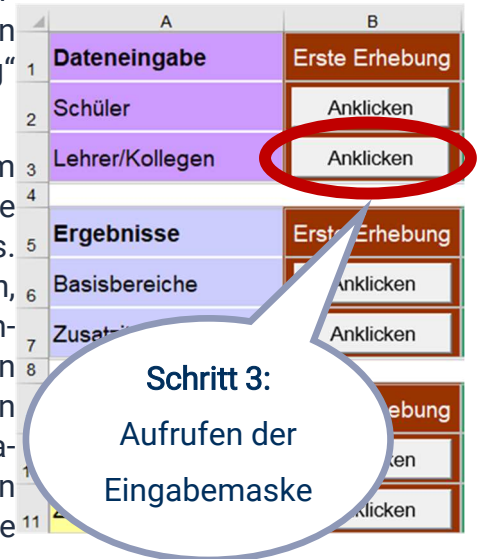 A B
1 Dateneingabe Erste Erhebung
2 Schüler Anklicken
3 Lehrer/Kollegen Anklicken
4
5 Ergebnisse Erhebung
6 Basisbereiche Anklicken
7 Anklicken
8
Schritt 3:
Aufrufen der
Eingabemaske
11